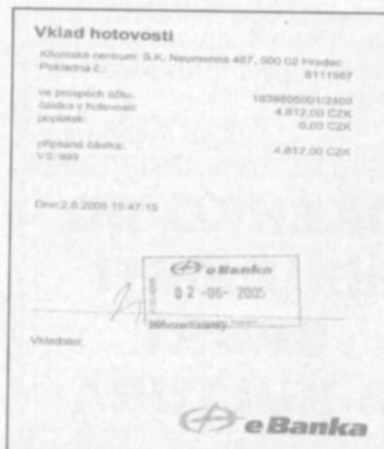 Vklad hotovosti
Klientské centrum: S.K. Neumanna 487, 500 02 Hradec
Pokladna č.: 8111987
ve prospěch účtu:
částka v hotovosti: 4.812,00 CZK
poplatek: 0,00 CZK
připsaná částka: 4.812,00 CZK
VS: 999
Dne:2.6.2005 15:47:15
eBanka
02 -06- 2005
Vkladatel:
eBanka